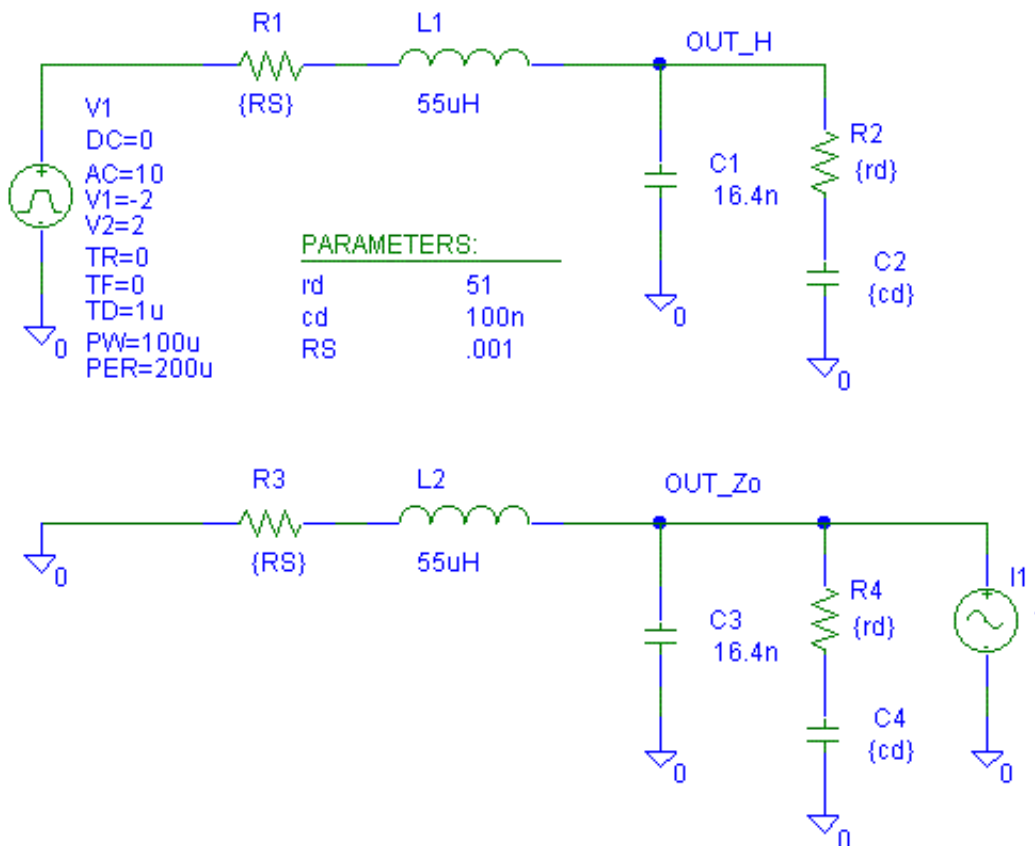 R1
L1
OUT_H
{RS}
55uH
V1
DC=0
AC=10
V1=-2
V2=2
TR=0
TF=0
TD=1u
PW=100u
PER=200u
0
PARAMETERS:
rd 51
cd 100n
RS .001
C1
16.4n
0
R2
{rd}
C2
{cd}
0
R3
L2
OUT_Zo
{RS}
55uH
0
C3
16.4n
0
R4
{rd}
C4
{cd}
0
I1
0